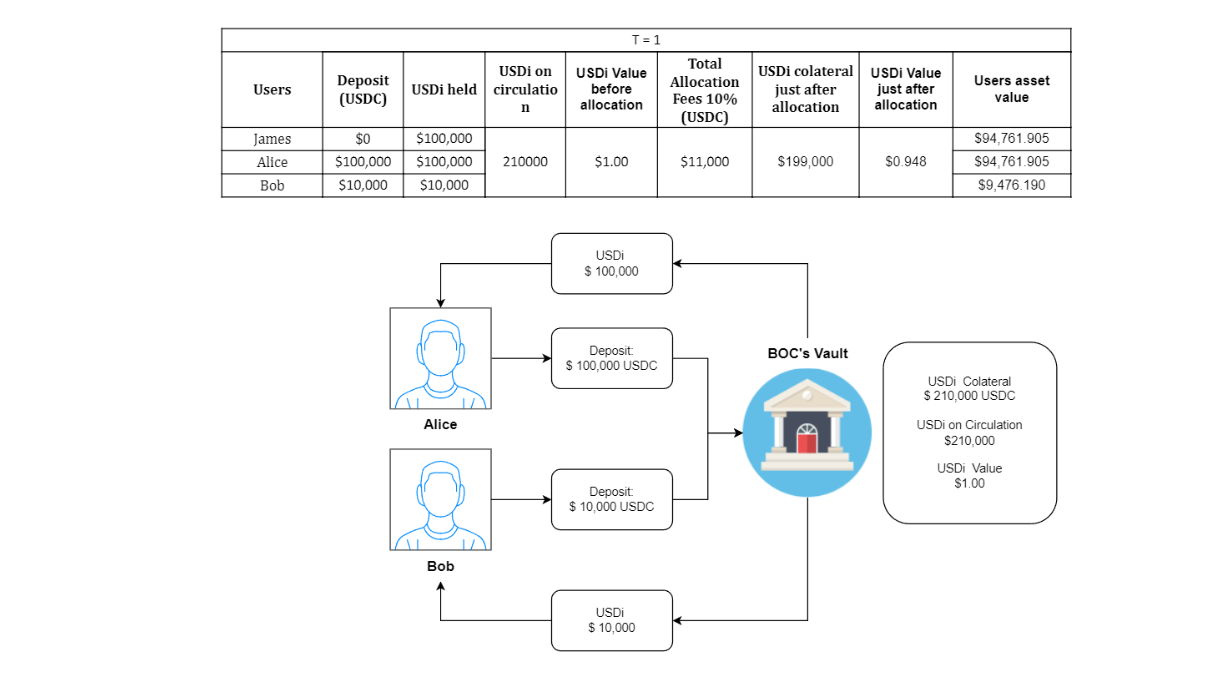 T = 1
Users
Deposit
(USDC)
USDi held
USDi on
circulatio
n
USDi Value
before
allocation
Total
Allocation
Fees 10%
(USDC)
USDi colateral
just after
allocation
USDi Value
just after
allocation
Users asset
value
James
$0
$100,000
210000
$1.00
$11,000
$199,000
$0.948
$94,761.905
Alice
$100,000
$100,000
$94,761.905
Bob
$10,000
$10,000
$9,476.190
USDi
$ 100,000
Deposit:
$ 100,000 USDC
Alice
BOC's Vault
USDi Colateral
$ 210,000 USDC
USDi on Circulation
$210,000
USDi Value
$1.00
Deposit:
$ 10,000 USDC
Bob
USDi
$ 10,000